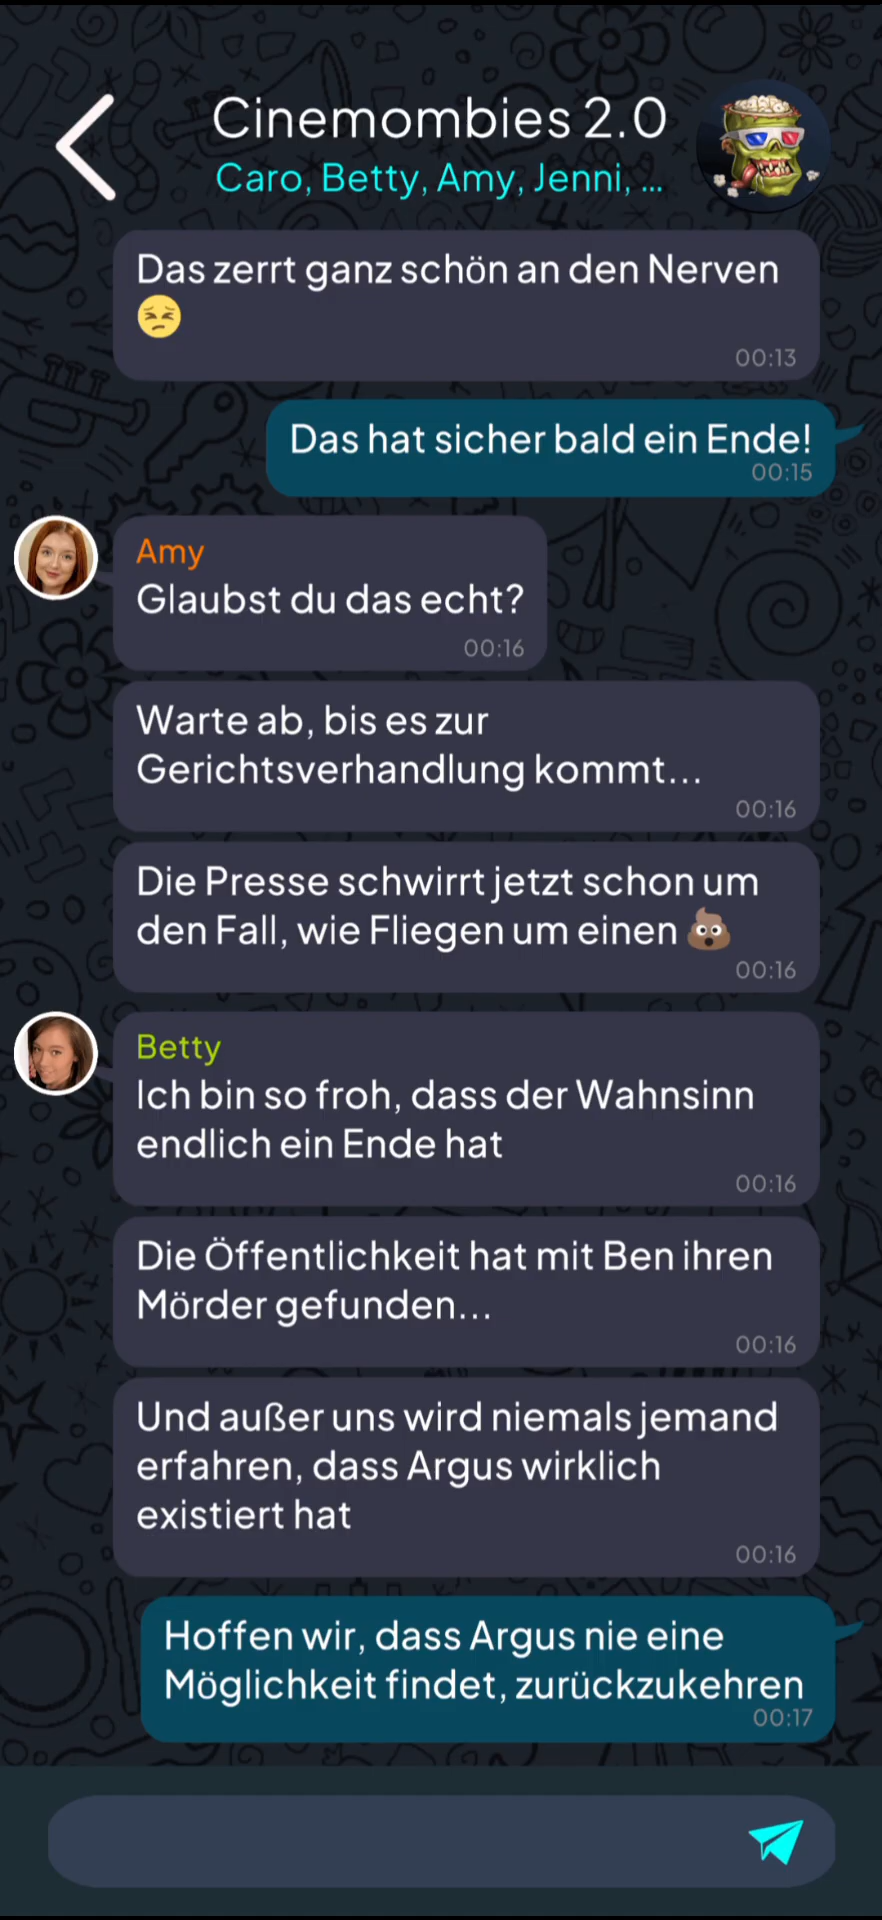 Cinemombies 2.0
Caro, Betty, Amy, Jenni, ...
Das zerrt ganz schön an den Nerven
😣
00:13
Das hat sicher bald ein Ende!
00:15
Amy
Glaubst du das echt?
00:16
Warte ab, bis es zur
Gerichtsverhandlung kommt...
00:16
Die Presse schwirrt jetzt schon um
den Fall, wie Fliegen um einen 💩
00:16
Betty
Ich bin so froh, dass der Wahnsinn
endlich ein Ende hat
00:16
Die Öffentlichkeit hat mit Ben ihren
Mörder gefunden...
00:16
Und außer uns wird niemals jemand
erfahren, dass Argus wirklich
existiert hat
00:16
Hoffen wir, dass Argus nie eine
Möglichkeit findet, zurückzukehren
00:17